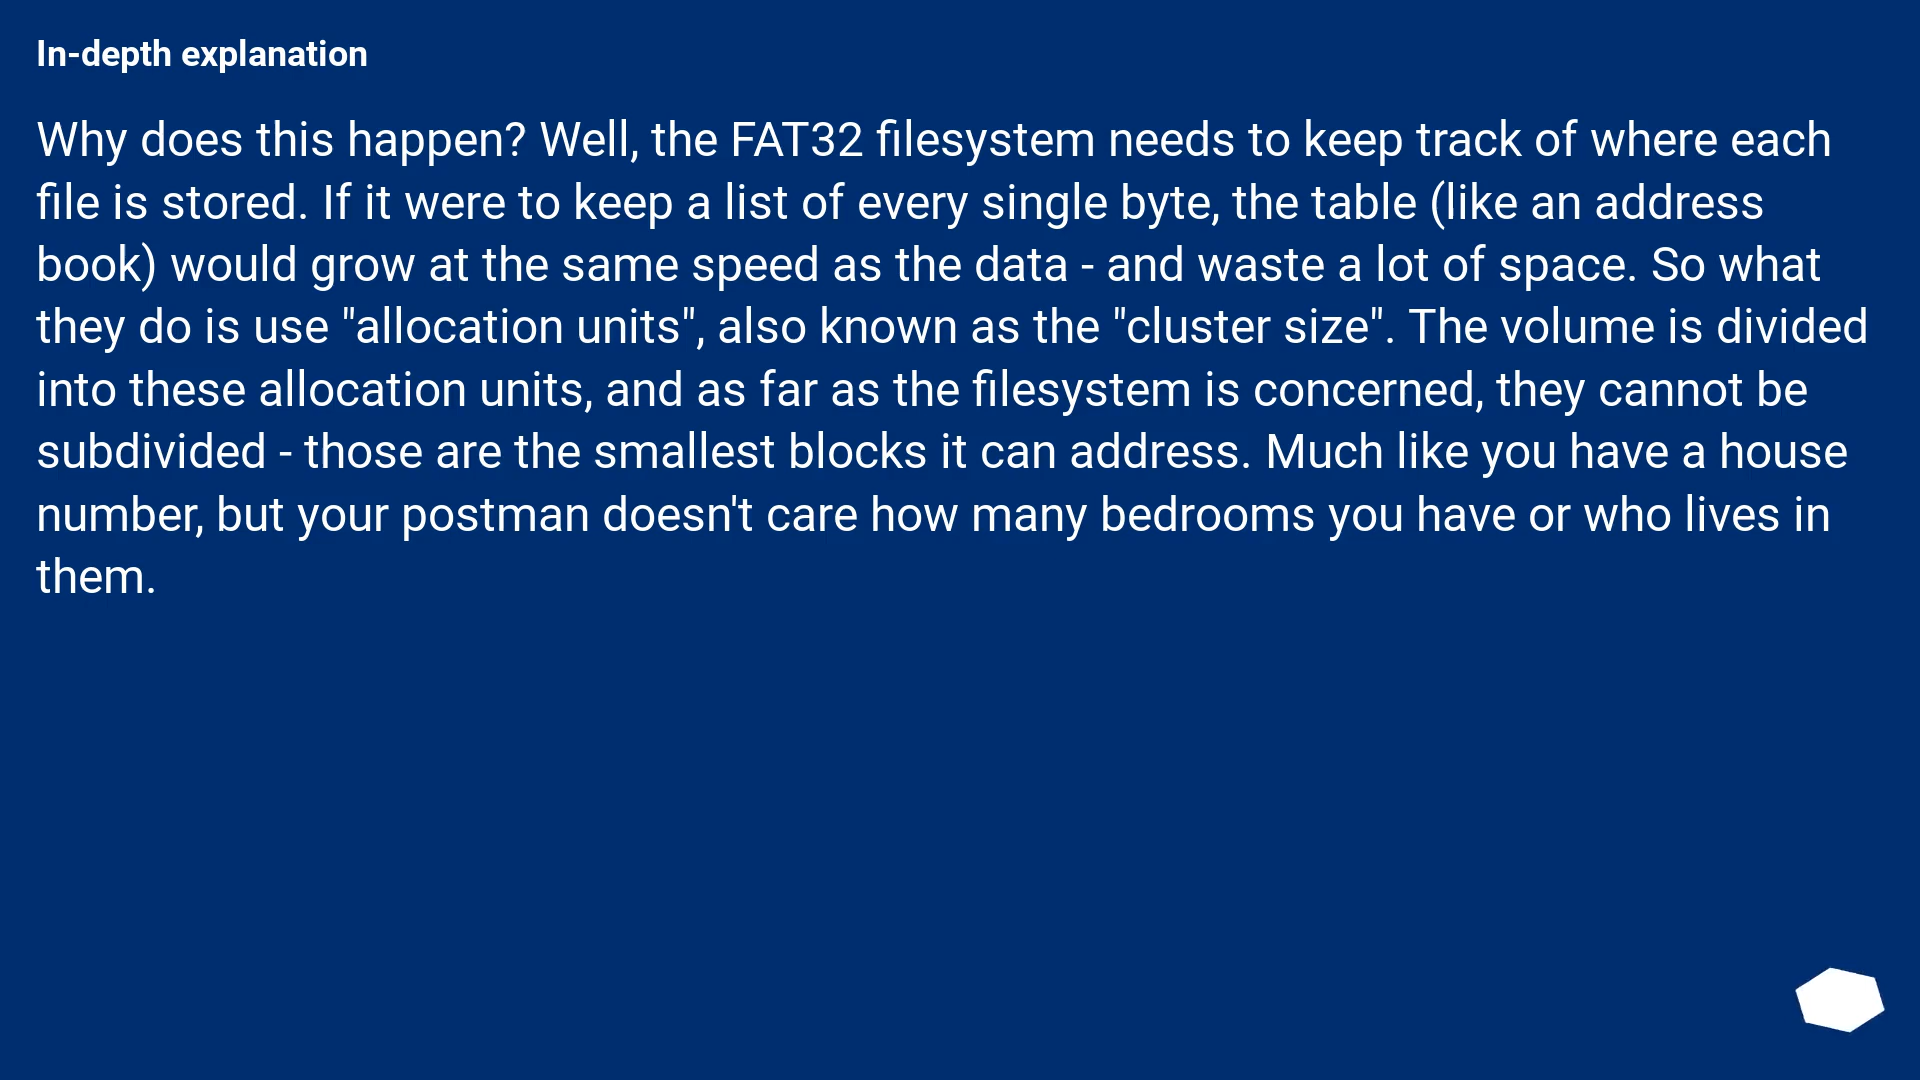 In-depth explanation
Why does this happen? Well, the FAT32 filesystem needs to keep track of where each
file is stored. If it were to keep a list of every single byte, the table (like an address
book) would grow at the same speed as the data - and waste a lot of space. So what
they do is use "allocation units", also known as the "cluster size". The volume is divided
into these allocation units, and as far as the filesystem is concerned, they cannot be
subdivided - those are the smallest blocks it can address. Much like you have a house
number, but your postman doesn't care how many bedrooms you have or who lives in
them.